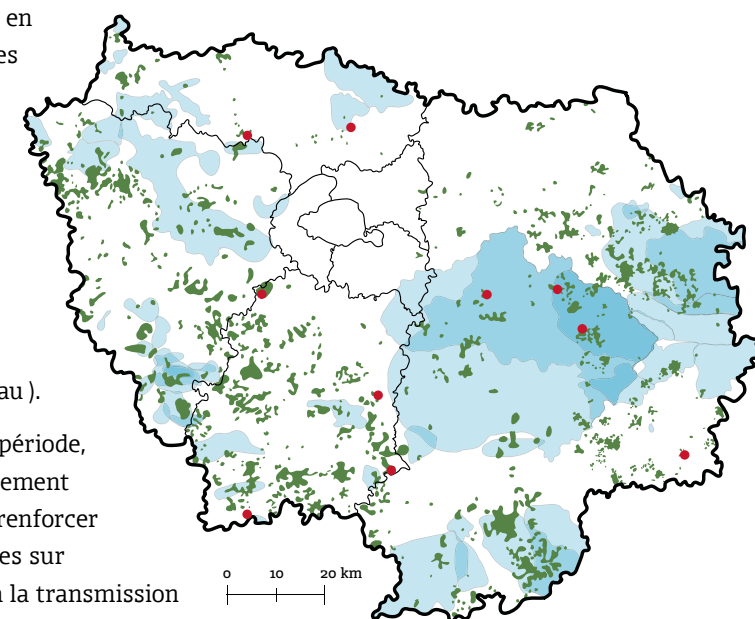 en
es
au ).
période,
ement
renforcer
es sur
la transmission
0 10 20 km